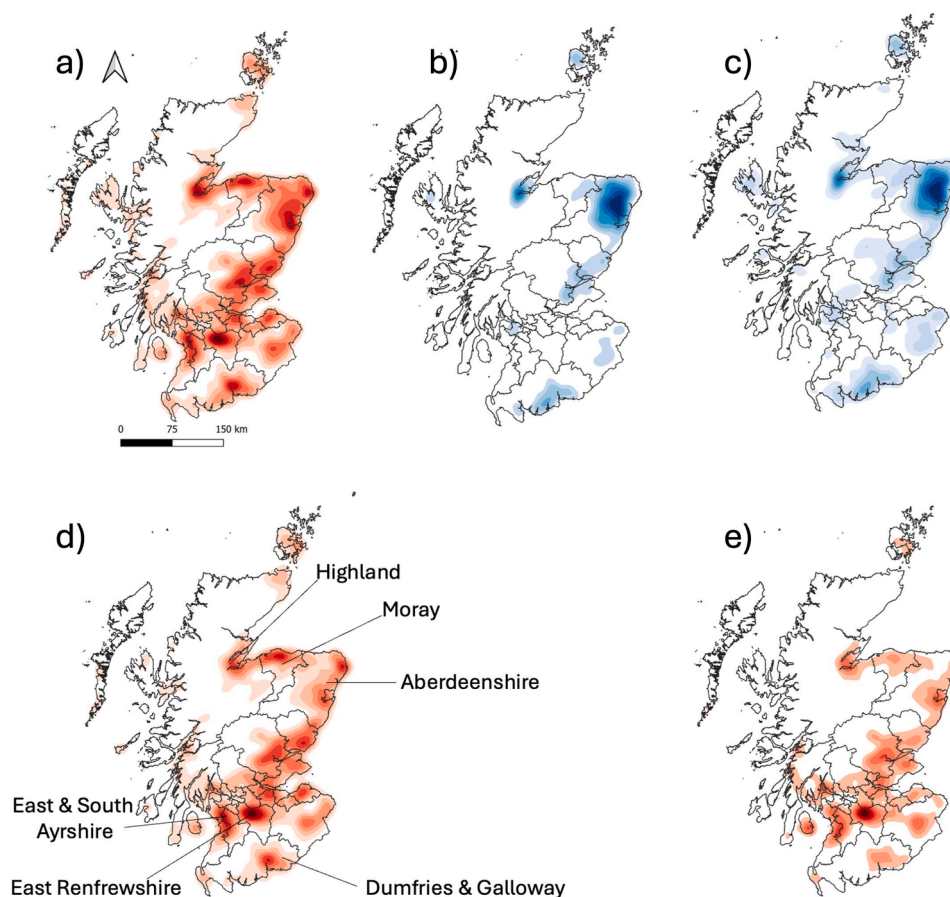 a)
b)
c)
0 75 150 km
d)
e)
Highland
Moray
Aberdeenshire
East & South
Ayrshire
East Renfrewshire
Dumfries & Galloway